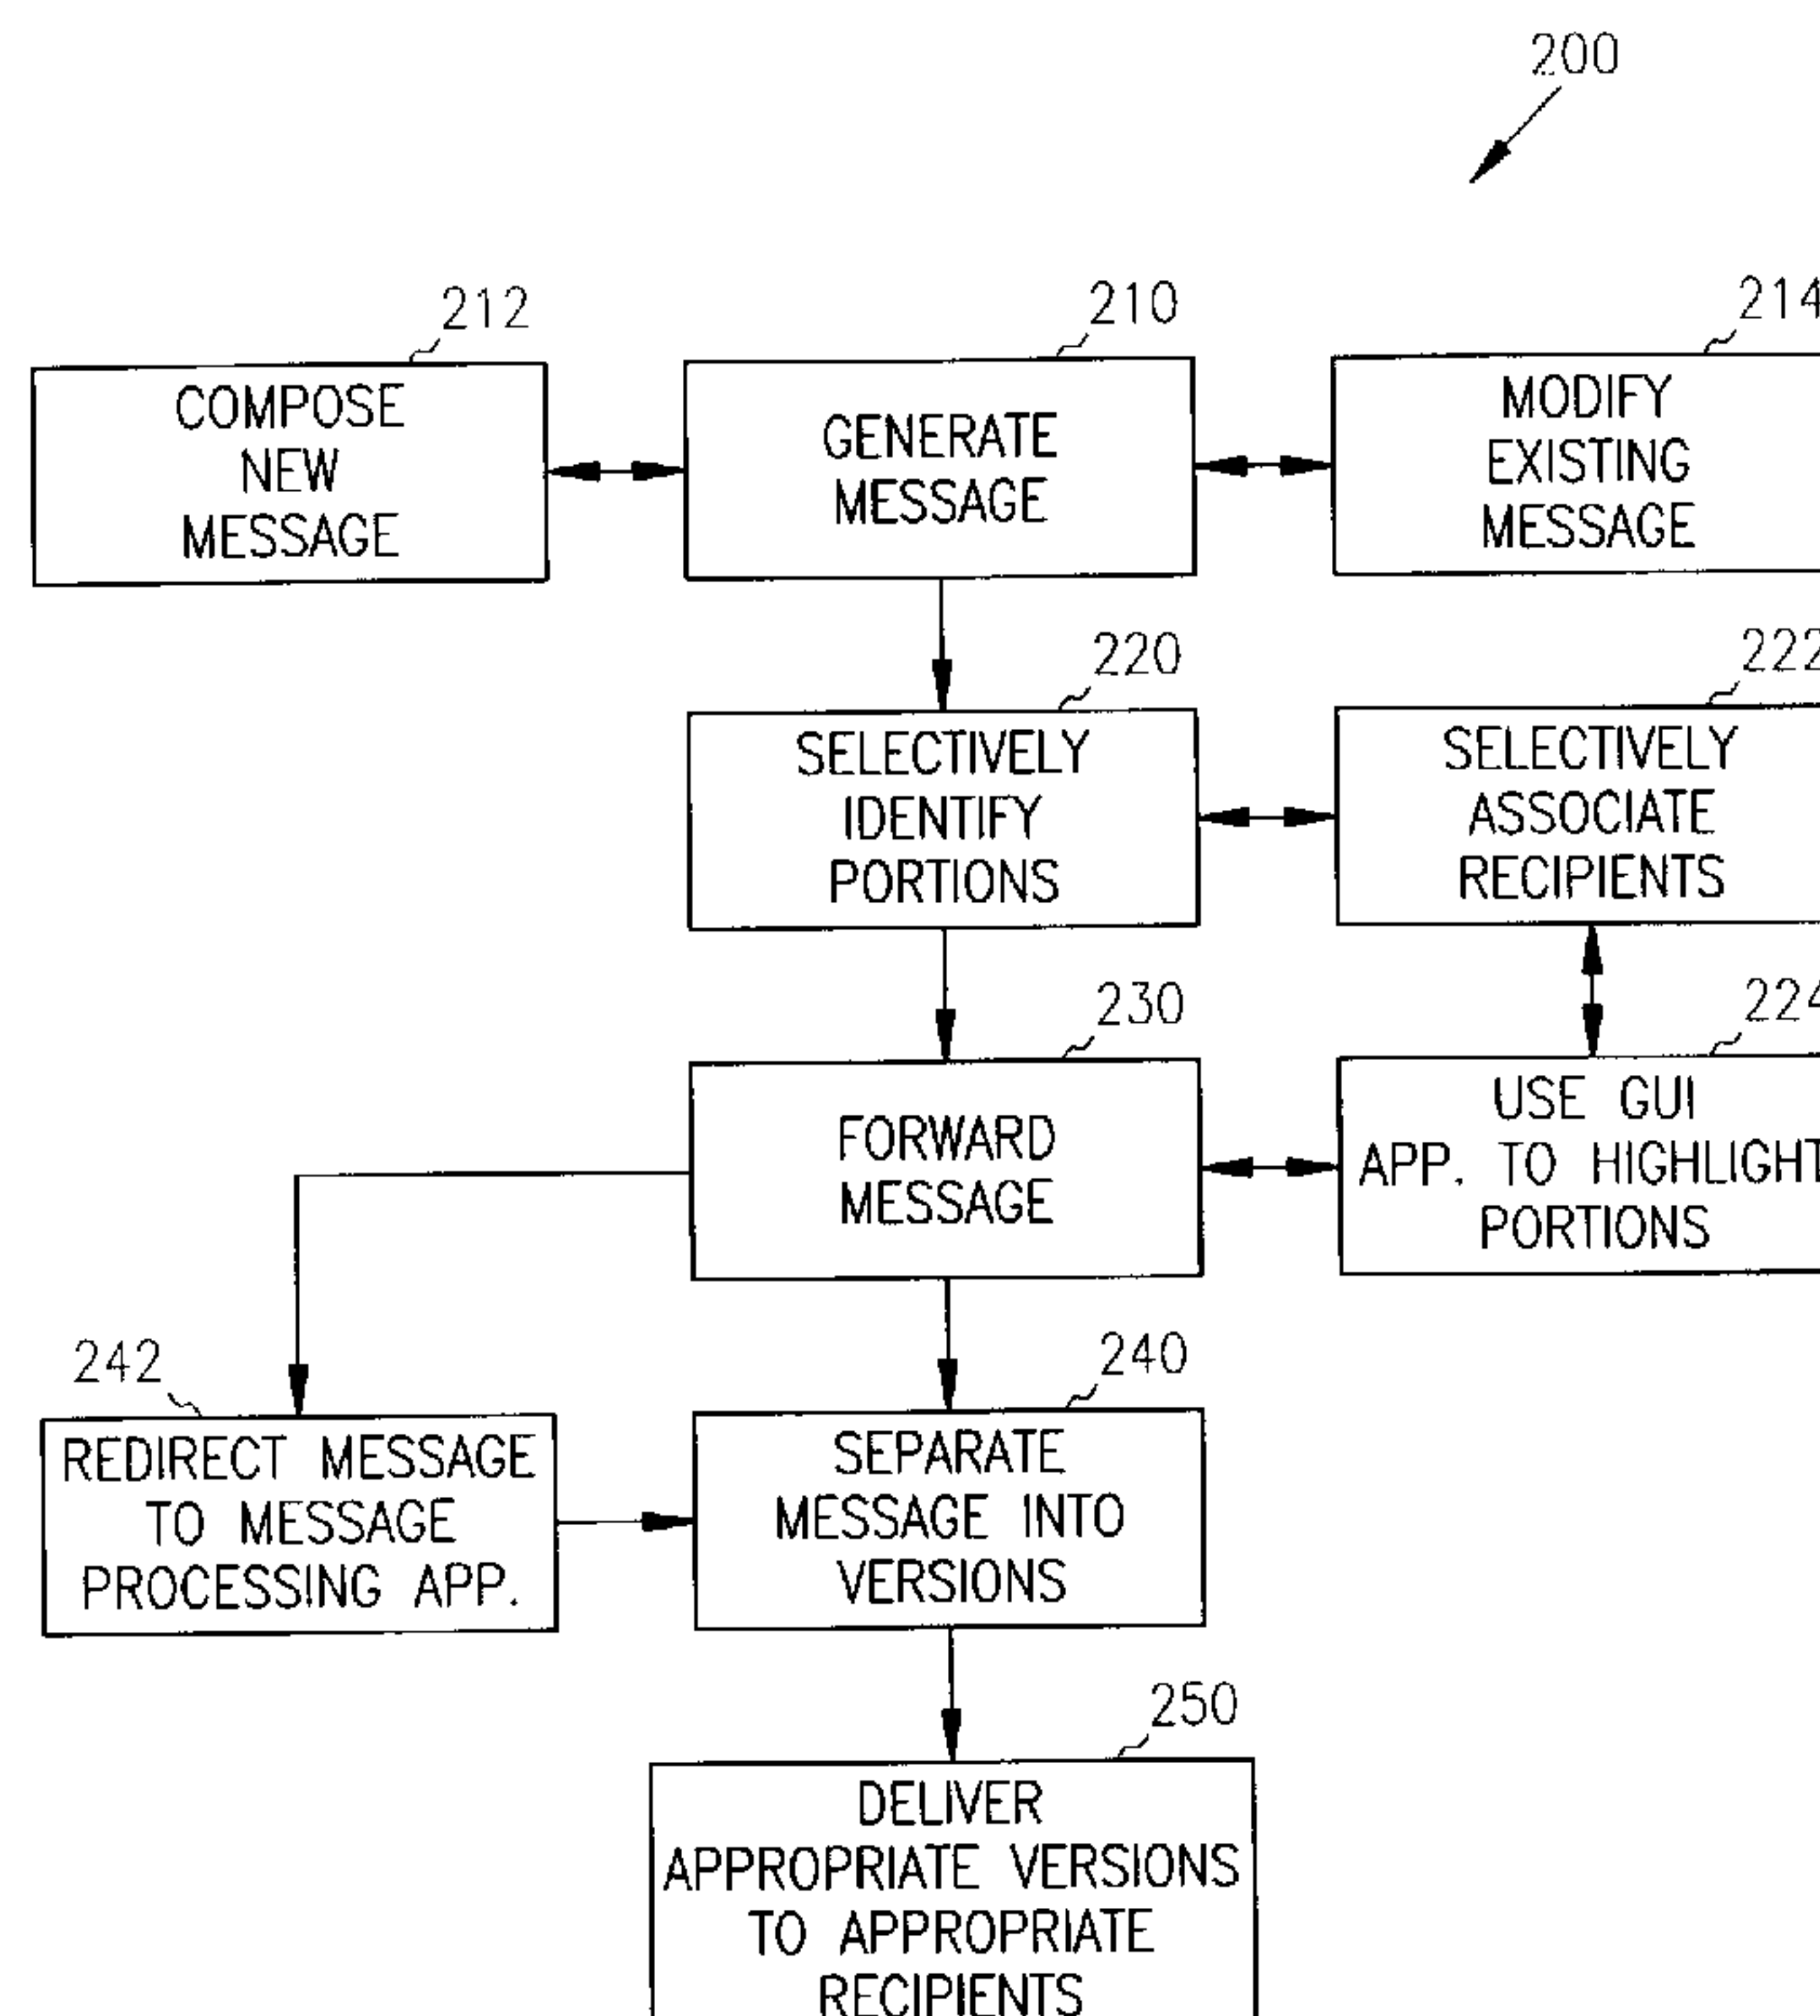 200
212
210
214
COMPOSE
NEW
MESSAGE
GENERATE
MESSAGE
MODIFY
EXISTING
MESSAGE
220
222
SELECTIVELY
IDENTIFY
PORTIONS
SELECTIVELY
ASSOCIATE
RECIPIENTS
230
224
FORWARD
MESSAGE
USE GUI
APP. TO HIGHLIGHT
PORTIONS
242
240
REDIRECT MESSAGE
TO MESSAGE
PROCESSING APP.
SEPARATE
MESSAGE INTO
VERSIONS
250
DELIVER
APPROPRIATE VERSIONS
TO APPROPRIATE
RECIPIENTS